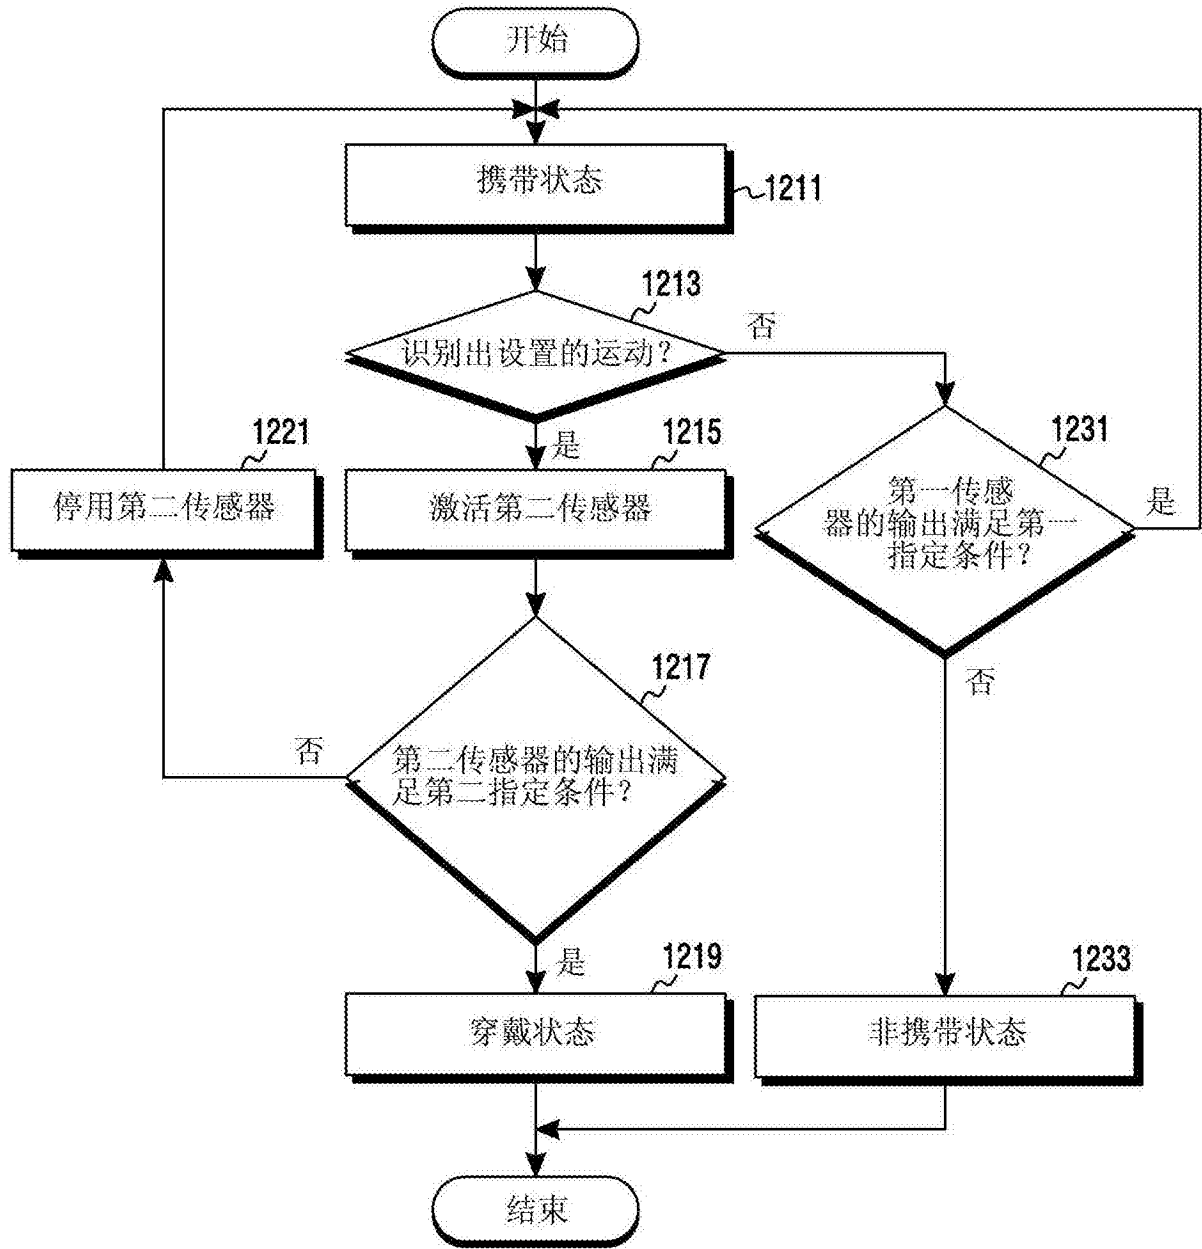 开始
携带状态
1211
1213
识别出设置的运动?
否
是
1221
停用第二传感器
1215
激活第二传感器
1231
第一传感
器的输出满足第一
指定条件?
是
否
1217
第二传感器的输出满
足第二指定条件?
否
是
1219
穿戴状态
1233
非携带状态
结束